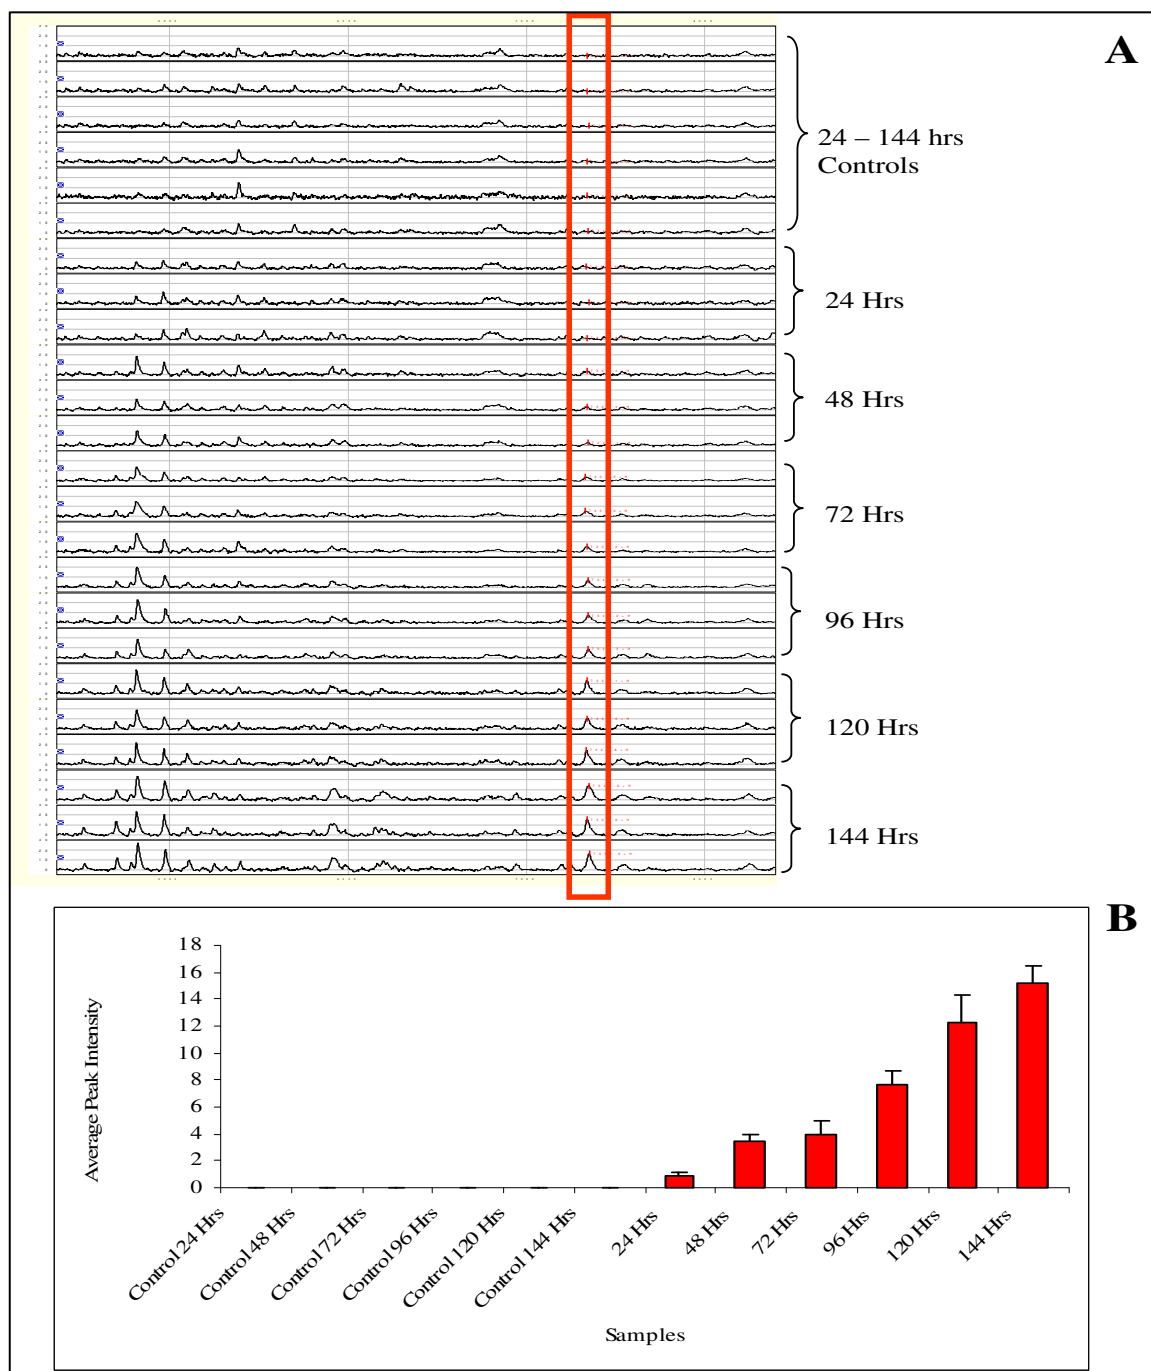 A
24 – 144 hrs
Controls
24 Hrs
48 Hrs
72 Hrs
96 Hrs
120 Hrs
144 Hrs
B
18
16
14
12
10
8
6
4
2
0
Average Peak Intensity
Control 24 Hrs
Control 48 Hrs
Control 72 Hrs
Control 96 Hrs
Control 120 Hrs
Control 144 Hrs
24 Hrs
48 Hrs
72 Hrs
96 Hrs
120 Hrs
144 Hrs
Samples